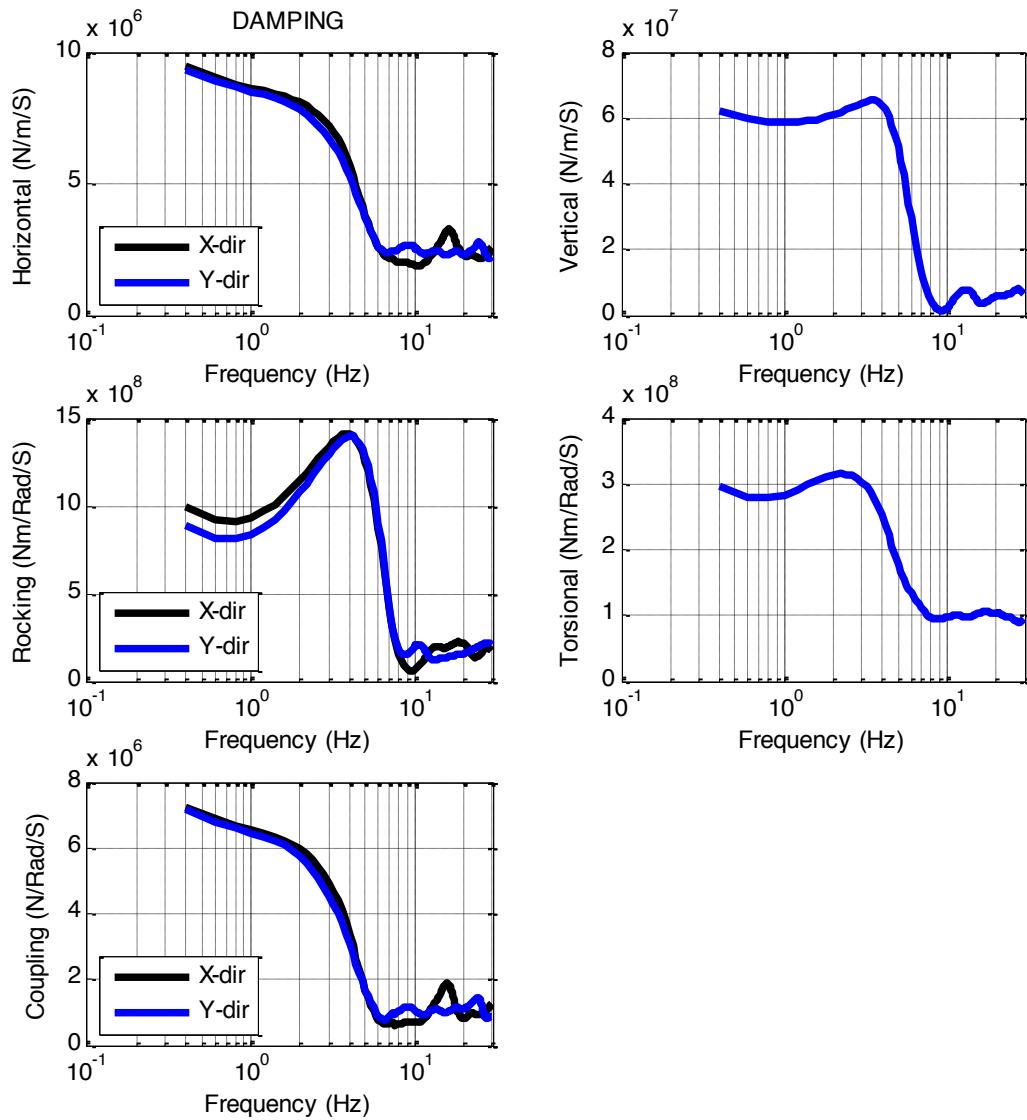 DAMPING
x 10^6
10
5
0
Horizontal (N/m/S)
X-dir
Y-dir
10^-1 10^0 10^1
Frequency (Hz)
x 10^7
8
6
4
2
0
Vertical (N/m/S)
10^-1 10^0 10^1
Frequency (Hz)
x 10^8
15
10
5
0
Rocking (Nm/Rad/S)
X-dir
Y-dir
10^-1 10^0 10^1
Frequency (Hz)
x 10^8
4
3
2
1
0
Torsional (Nm/Rad/S)
10^-1 10^0 10^1
Frequency (Hz)
x 10^6
8
6
4
2
0
Coupling (N/Rad/S)
X-dir
Y-dir
10^-1 10^0 10^1
Frequency (Hz)